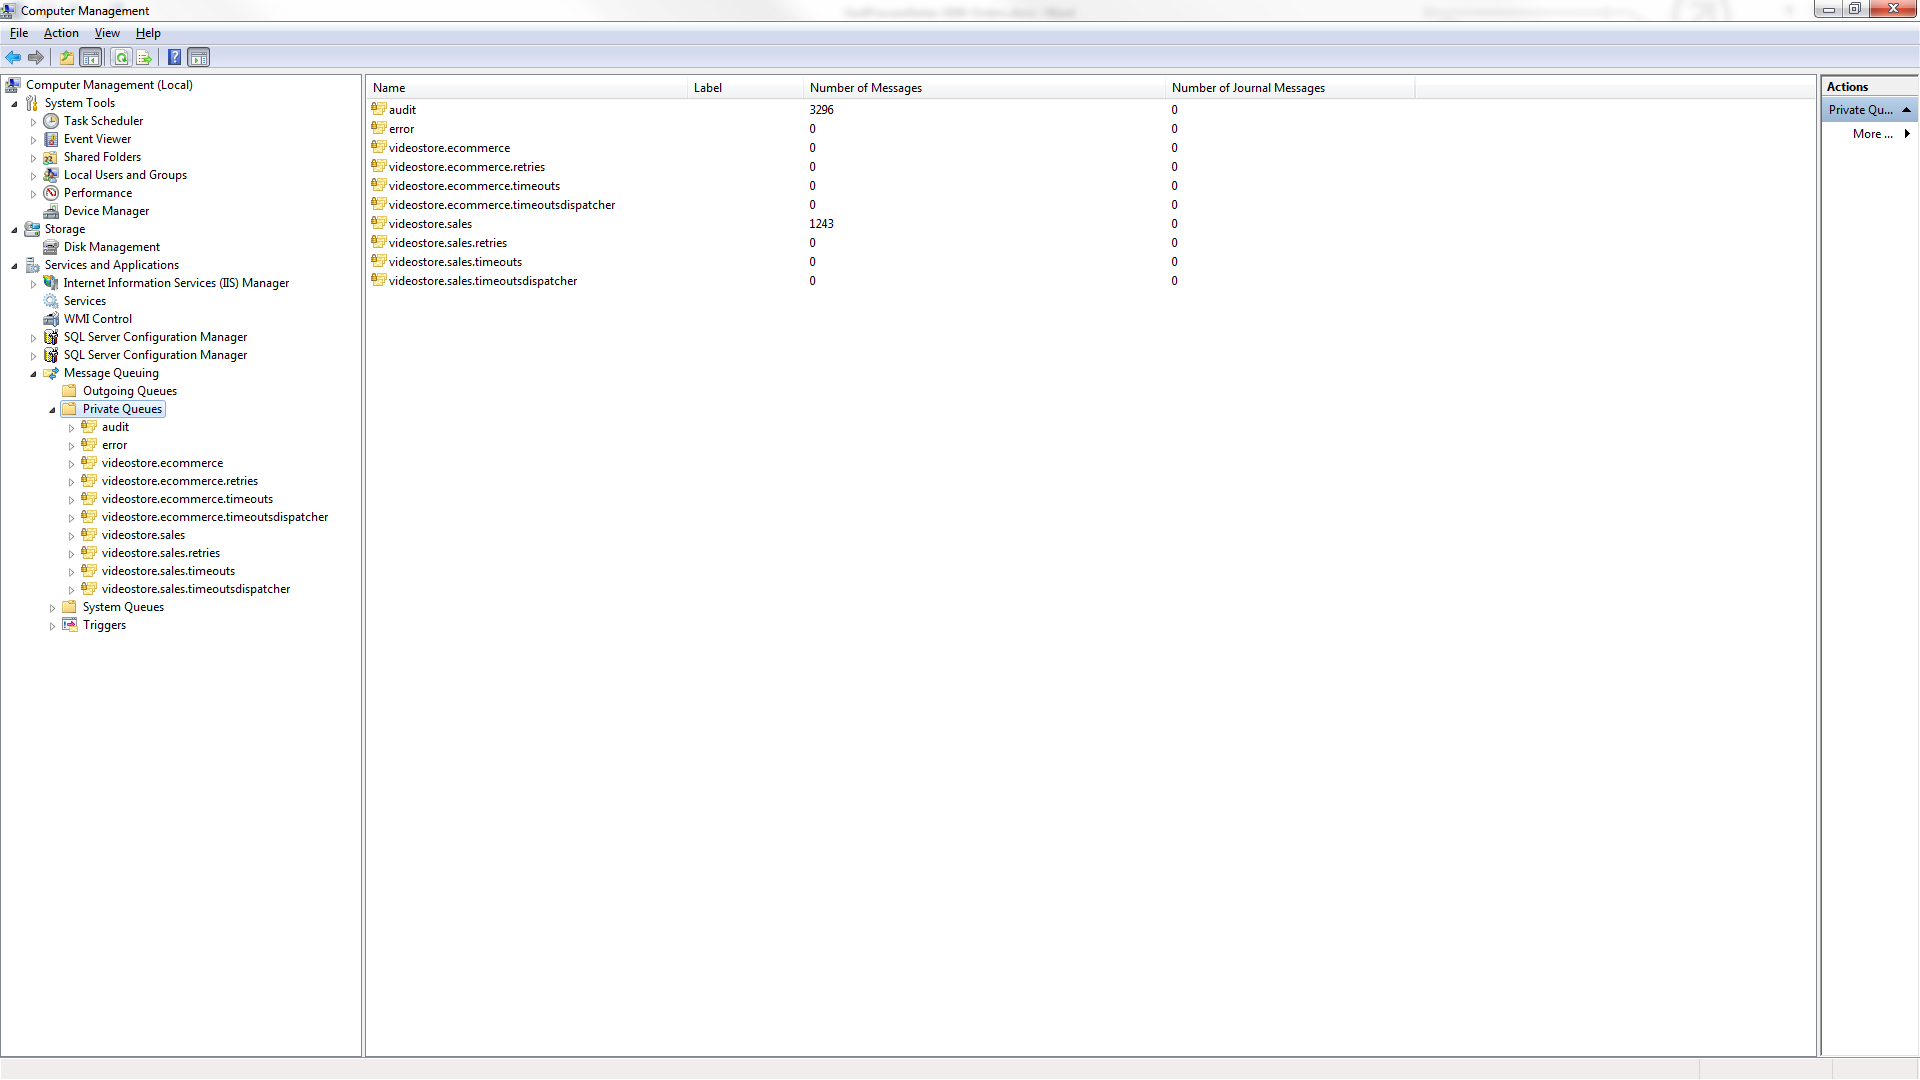 Computer Management
File Action View Help
Computer Management (Local)
System Tools
Task Scheduler
Event Viewer
Shared Folders
Local Users and Groups
Performance
Device Manager
Storage
Disk Management
Services and Applications
Internet Information Services (IIS) Manager
Services
WMI Control
SQL Server Configuration Manager
SQL Server Configuration Manager
Message Queuing
Outgoing Queues
Private Queues
audit
error
videostore.ecommerce
videostore.ecommerce.retries
videostore.ecommerce.timeouts
videostore.ecommerce.timeoutsdispatcher
videostore.sales
videostore.sales.retries
videostore.sales.timeouts
videostore.sales.timeoutsdispatcher
System Queues
Triggers
Name Label Number of Messages Number of Journal Messages
audit 3296 0
error 0 0
videostore.ecommerce 0 0
videostore.ecommerce.retries 0 0
videostore.ecommerce.timeouts 0 0
videostore.ecommerce.timeoutsdispatcher 0 0
videostore.sales 1243 0
videostore.sales.retries 0 0
videostore.sales.timeouts 0 0
videostore.sales.timeoutsdispatcher 0 0
Actions
Private Qu...
More ...